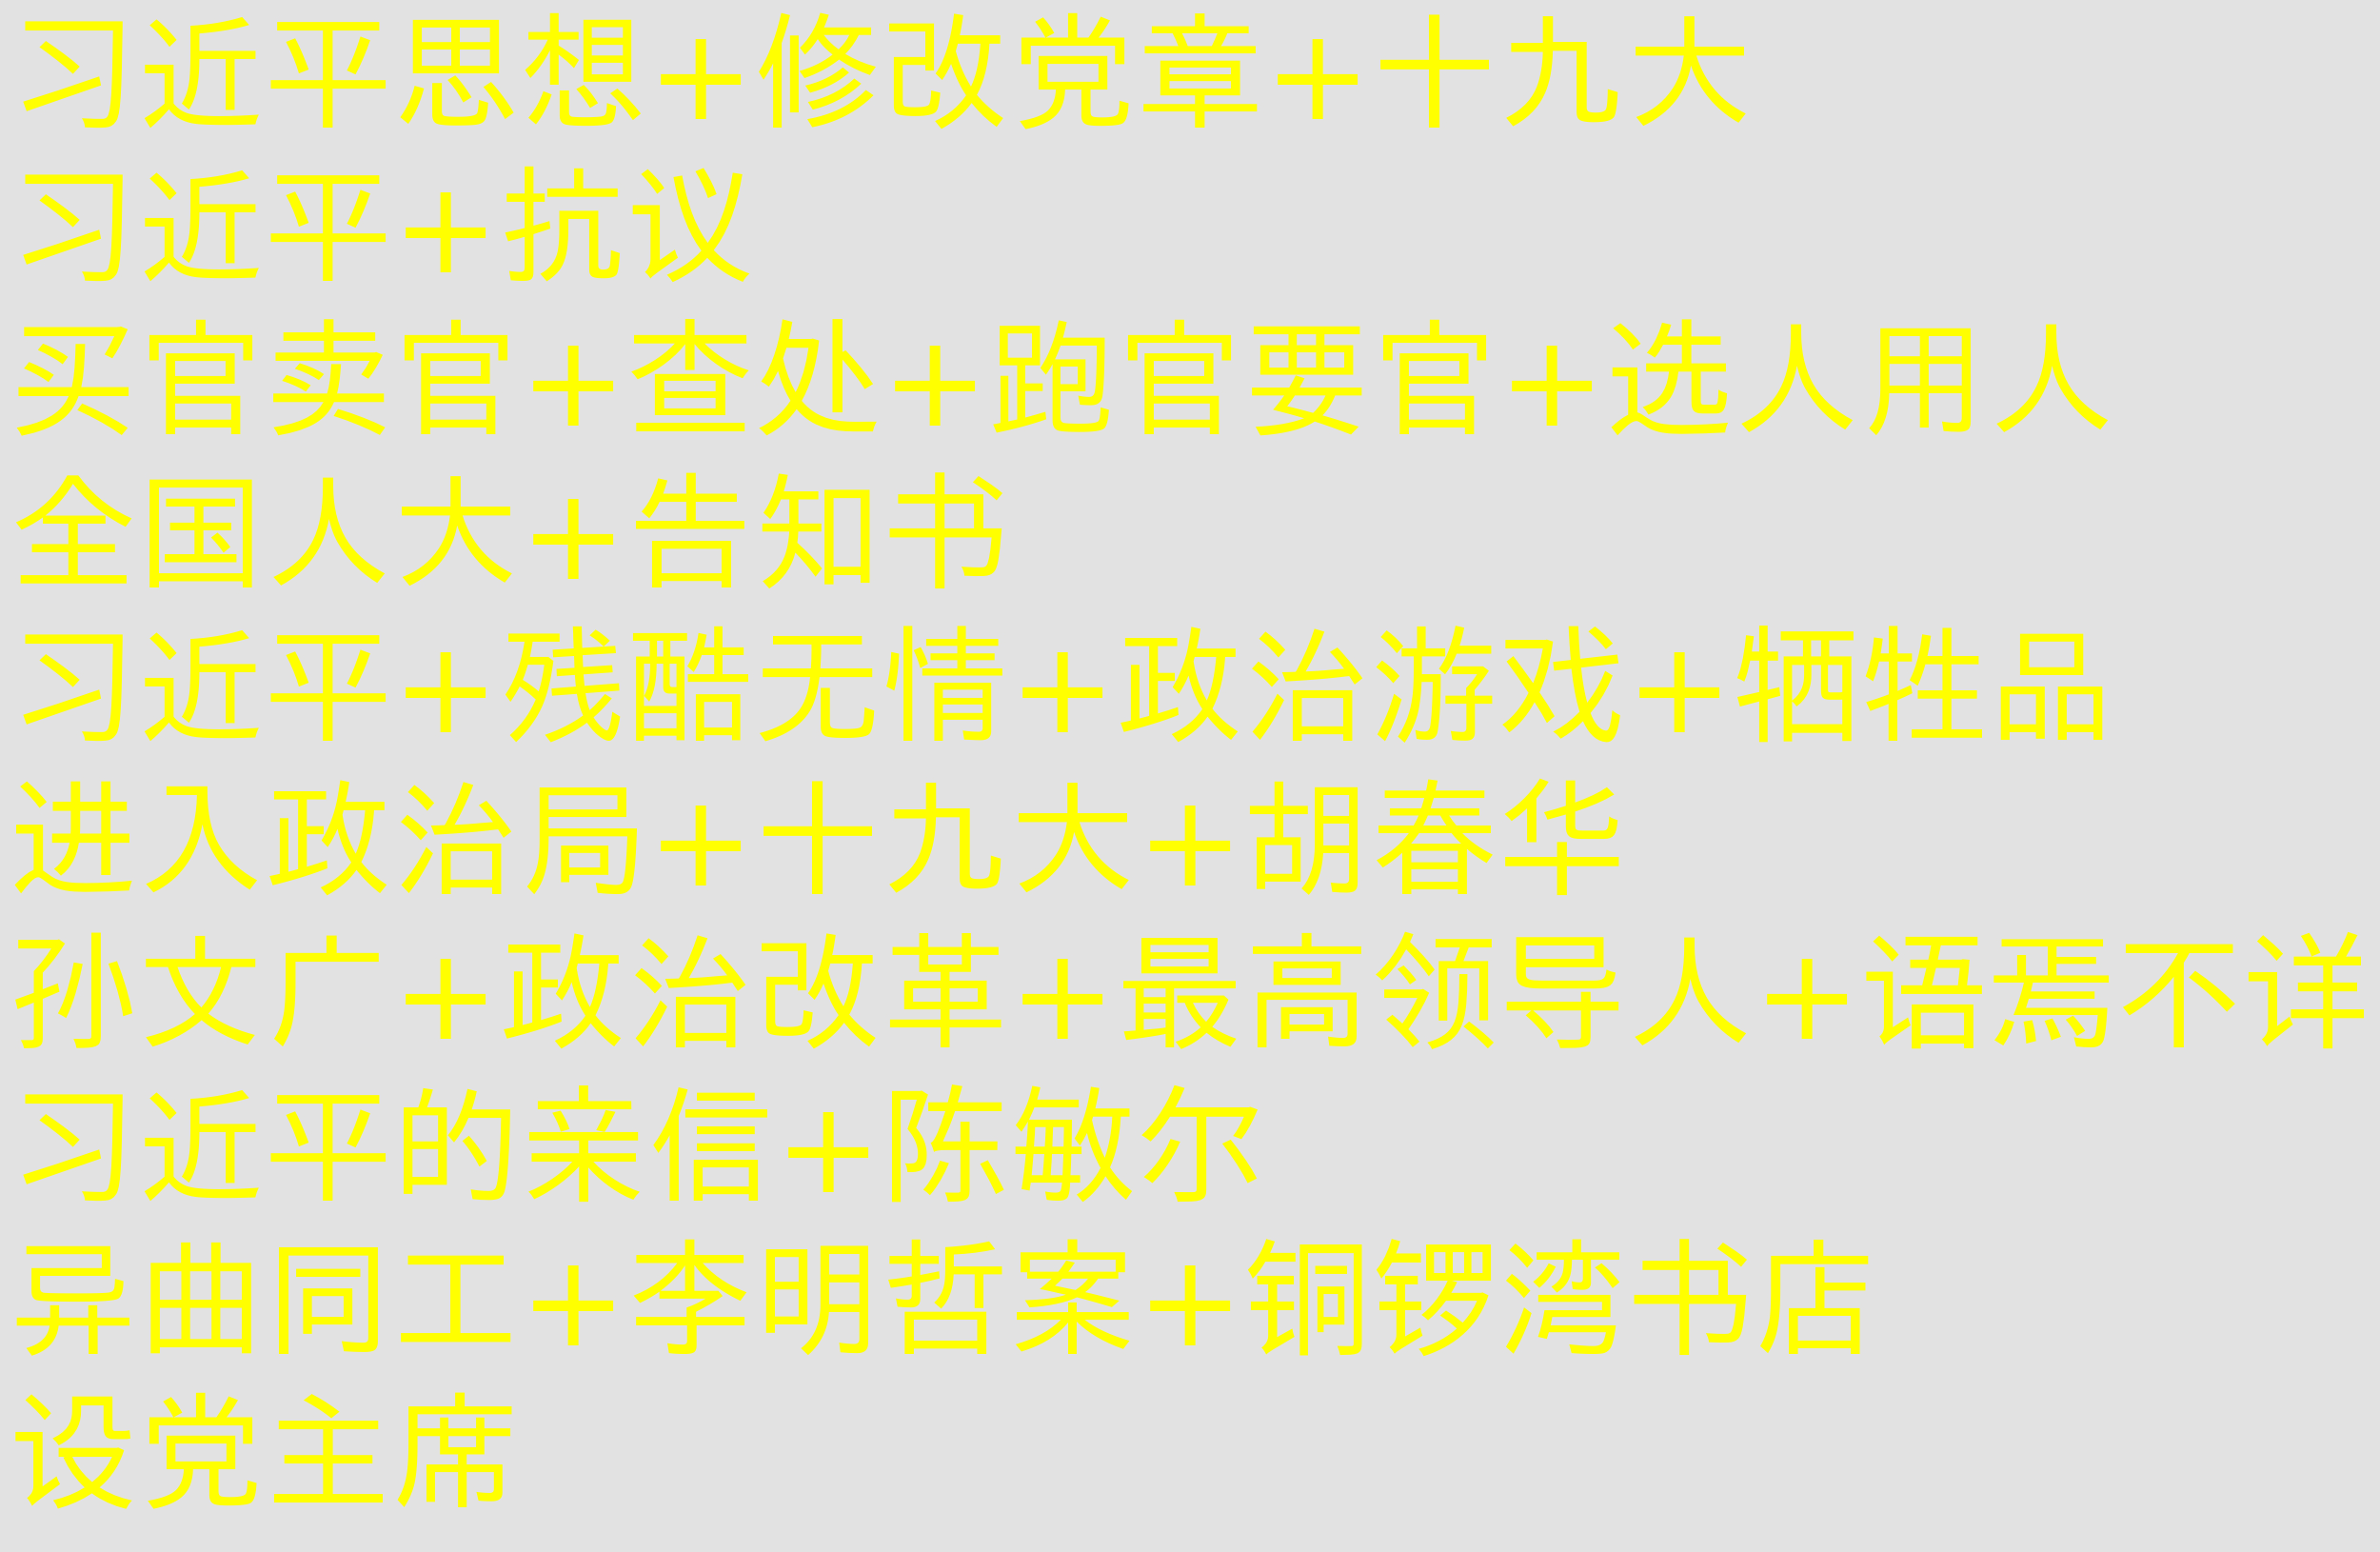 习近平思想+修改党章+十九大
习近平+抗议
买官卖官+查处+跑官要官+选人用人
全国人大+告知书
习近平+残酷无情+政治游戏+牺牲品
进入政治局+十九大+胡春华
孙文广+政治改革+最高领导人+语焉不详
习近平的亲信+陈敏尔
异曲同工+李明哲案+铜锣湾书店
设党主席